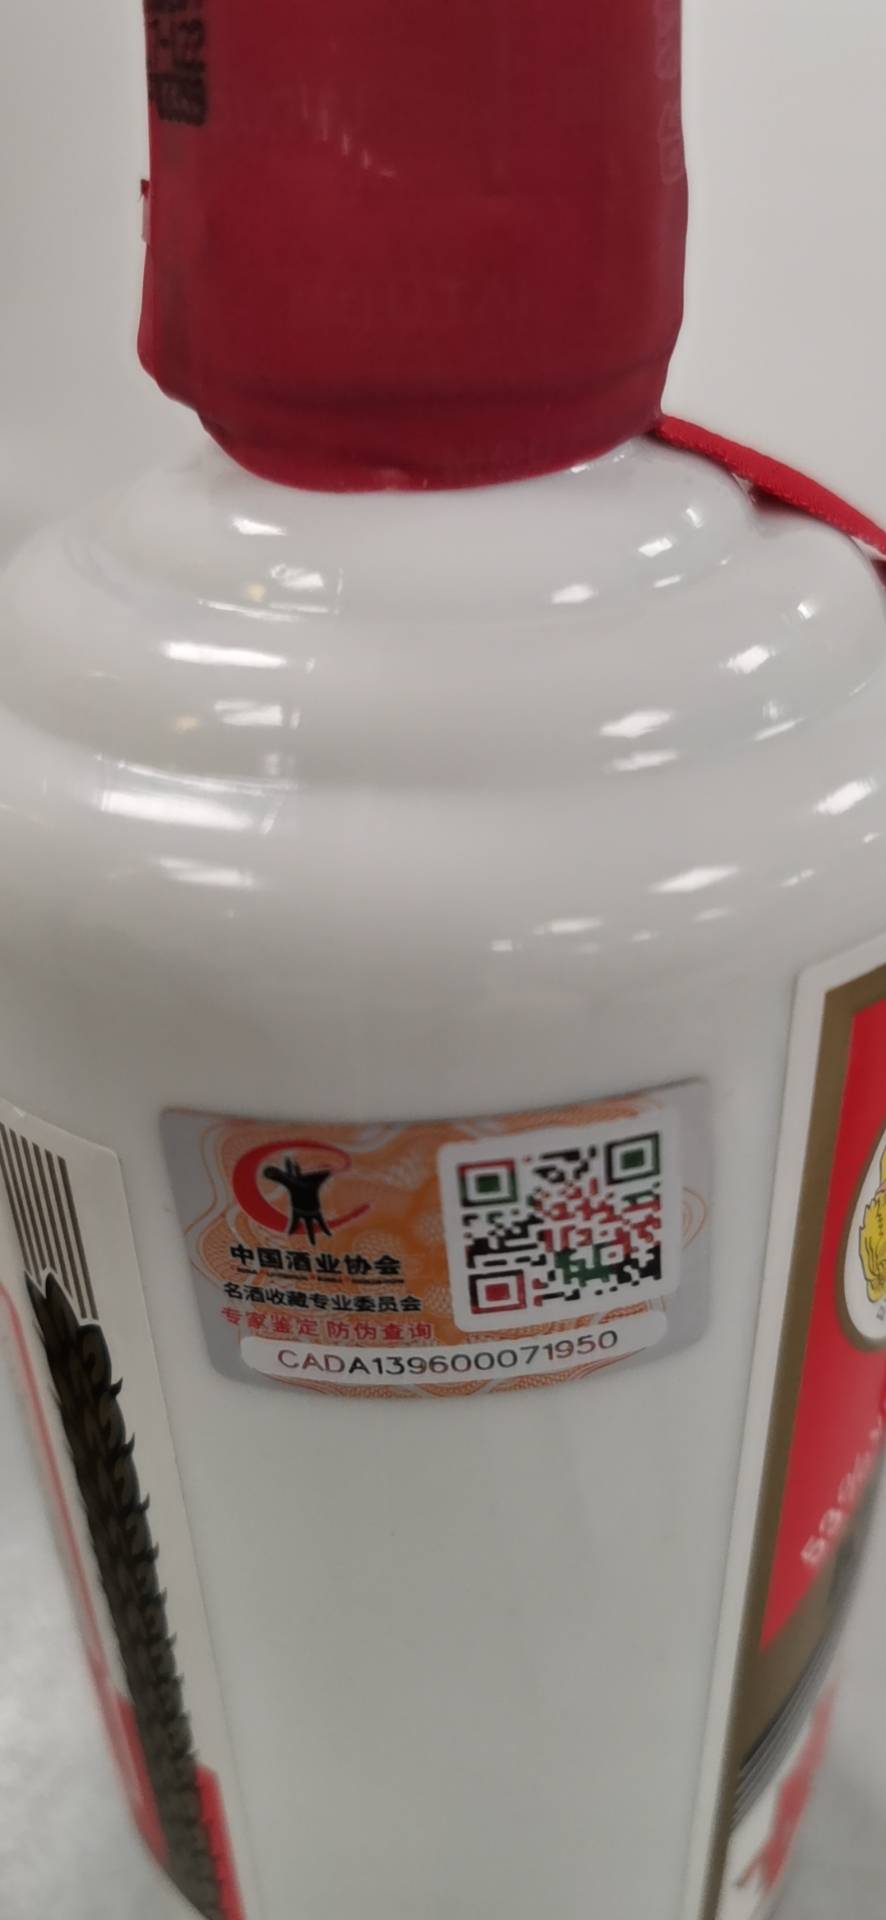 中国酒业协会
名酒收藏专业委员会
专家鉴定 防伪查询
CADA139600071950
53%